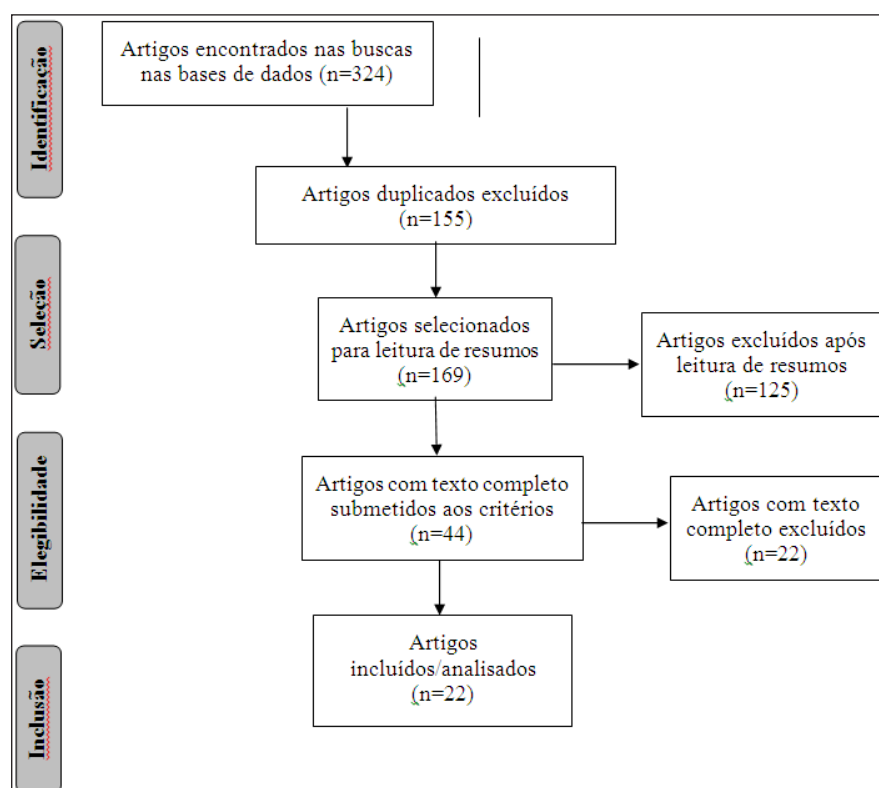 Identificação
Artigos encontrados nas buscas
nas bases de dados (n=324)
Artigos duplicados excluídos
(n=155)
Seleção
Artigos selecionados
para leitura de resumos
(n=169)
Artigos excluídos após
leitura de resumos
(n=125)
Elegibilidade
Artigos com texto completo
submetidos aos critérios
(n=44)
Artigos com texto
completo excluídos
(n=22)
Inclusão
Artigos
incluídos/analisados
(n=22)